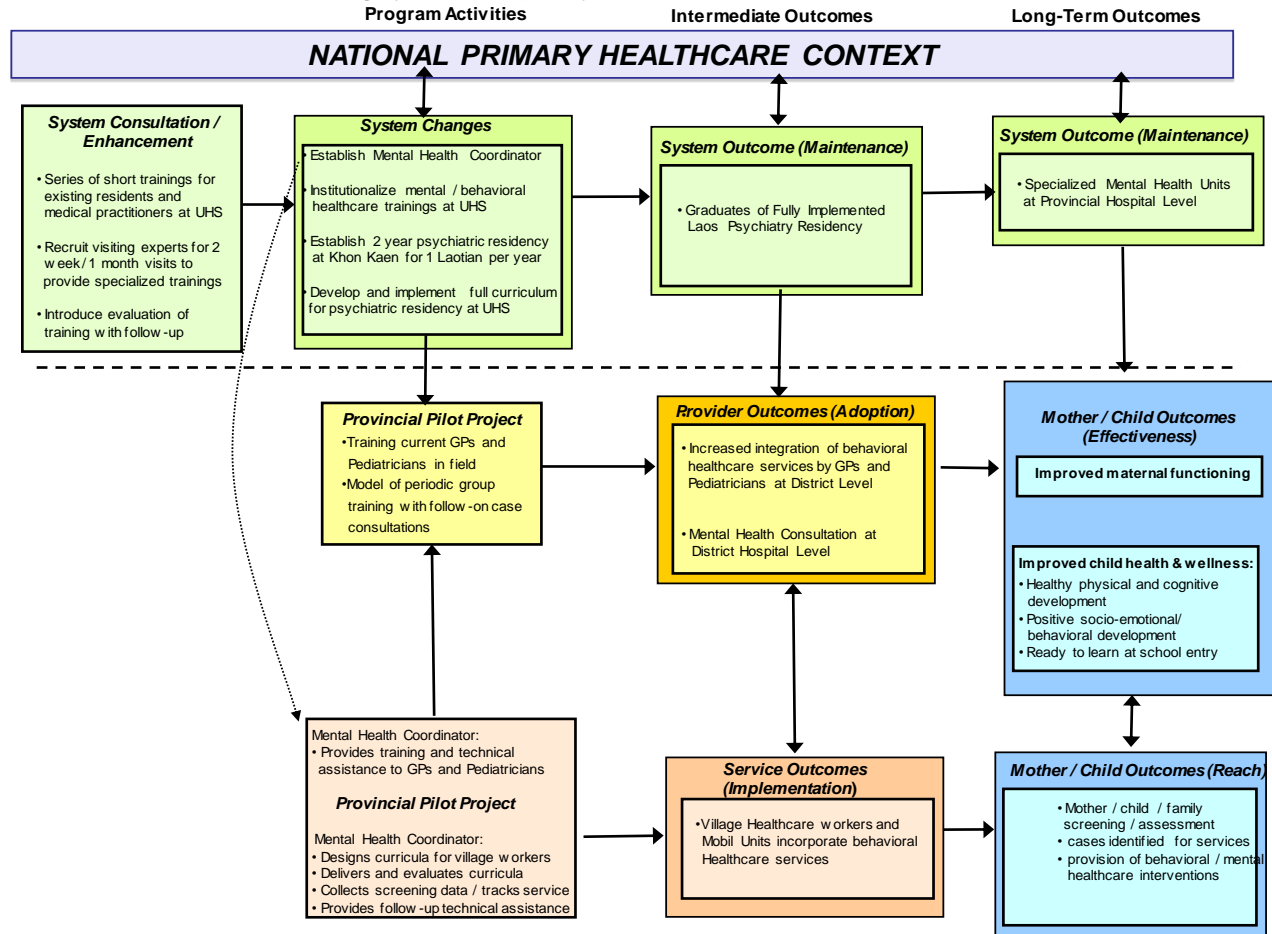 Program Activities
Intermediate Outcomes
Long-Term Outcomes
NATIONAL PRIMARY HEALTHCARE CONTEXT
System Consultation /
Enhancement
• Series of short trainings for
existing residents and
medical practitioners at UHS
• Recruit visiting experts for 2
week/ 1 month visits to
provide specialized trainings
• Introduce evaluation of
training with follow-up
System Changes
• Establish Mental Health Coordinator
• Institutionalize mental / behavioral
healthcare trainings at UHS
• Establish 2 year psychiatric residency
at Khon Kaen for 1 Laotian per year
• Develop and implement full curriculum
for psychiatric residency at UHS
System Outcome (Maintenance)
• Graduates of Fully Implemented
Laos Psychiatry Residency
System Outcome (Maintenance)
• Specialized Mental Health Units
at Provincial Hospital Level
Provincial Pilot Project
• Training current GPs and
Pediatricians in field
• Model of periodic group
training with follow-on case
consultations
Provider Outcomes (Adoption)
• Increased integration of behavioral
healthcare services by GPs and
Pediatricians at District Level
• Mental Health Consultation at
District Hospital Level
Mother / Child Outcomes
(Effectiveness)
Improved maternal functioning
Improved child health & wellness:
• Healthy physical and cognitive
development
• Positive socio-emotional/
behavioral development
• Ready to learn at school entry
Mental Health Coordinator:
• Provides training and technical
assistance to GPs and Pediatricians
Provincial Pilot Project
Mental Health Coordinator:
• Designs curricula for village workers
• Delivers and evaluates curricula
• Collects screening data / tracks service
• Provides follow-up technical assistance
Service Outcomes
(Implementation)
• Village Healthcare workers and
Mobil Units incorporate behavioral
Healthcare services
Mother / Child Outcomes (Reach)
• Mother / child / family
screening / assessment
• cases identified for services
• provision of behavioral / mental
healthcare interventions